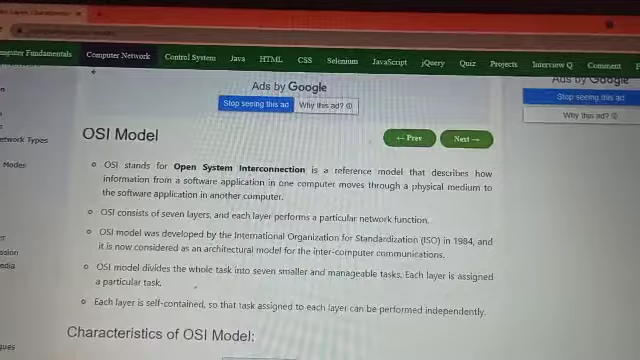 Computer Network Control System Java HTML CSS Selenium JavaScript jQuery Quiz Projects Interview Q Comment
Fundamentals
Ads by Google
Stop seeing this ad Why this ad?
Ads by Google
Stop seeing this ad
Why this ad?
OSI Model
← Prev Next →
Types
Modes
OSI stands for Open System Interconnection is a reference model that describes how
information from a software application in one computer moves through a physical medium to
the software application in another computer.
OSI consists of seven layers, and each layer performs a particular network function.
OSI model was developed by the International Organization for Standardization (ISO) in 1984, and
it is now considered as an architectural model for the inter-computer communications.
OSI model divides the whole task into seven smaller and manageable tasks. Each layer is assigned
a particular task.
Each layer is self-contained, so that task assigned to each layer can be performed independently.
Characteristics of OSI Model: